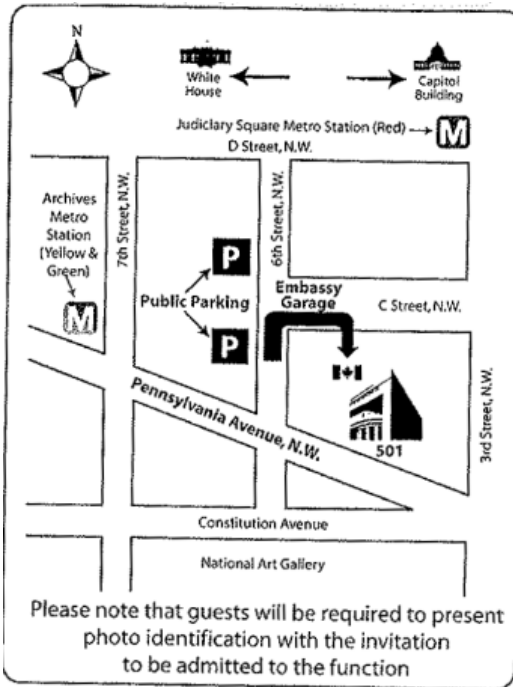 N
White
House
Capitol
Building
Judiciary Square Metro Station (Red)
M
D Street, N.W.
Archives
Metro
Station
(Yellow &
Green)
M
7th Street, N.W.
P
Public Parking
P
6th Street, N.W.
Embassy
Garage
C Street, N.W.
3rd Street, N.W.
501
Pennsylvania Avenue, N.W.
Constitution Avenue
National Art Gallery
Please note that guests will be required to present
photo identification with the invitation
to be admitted to the function